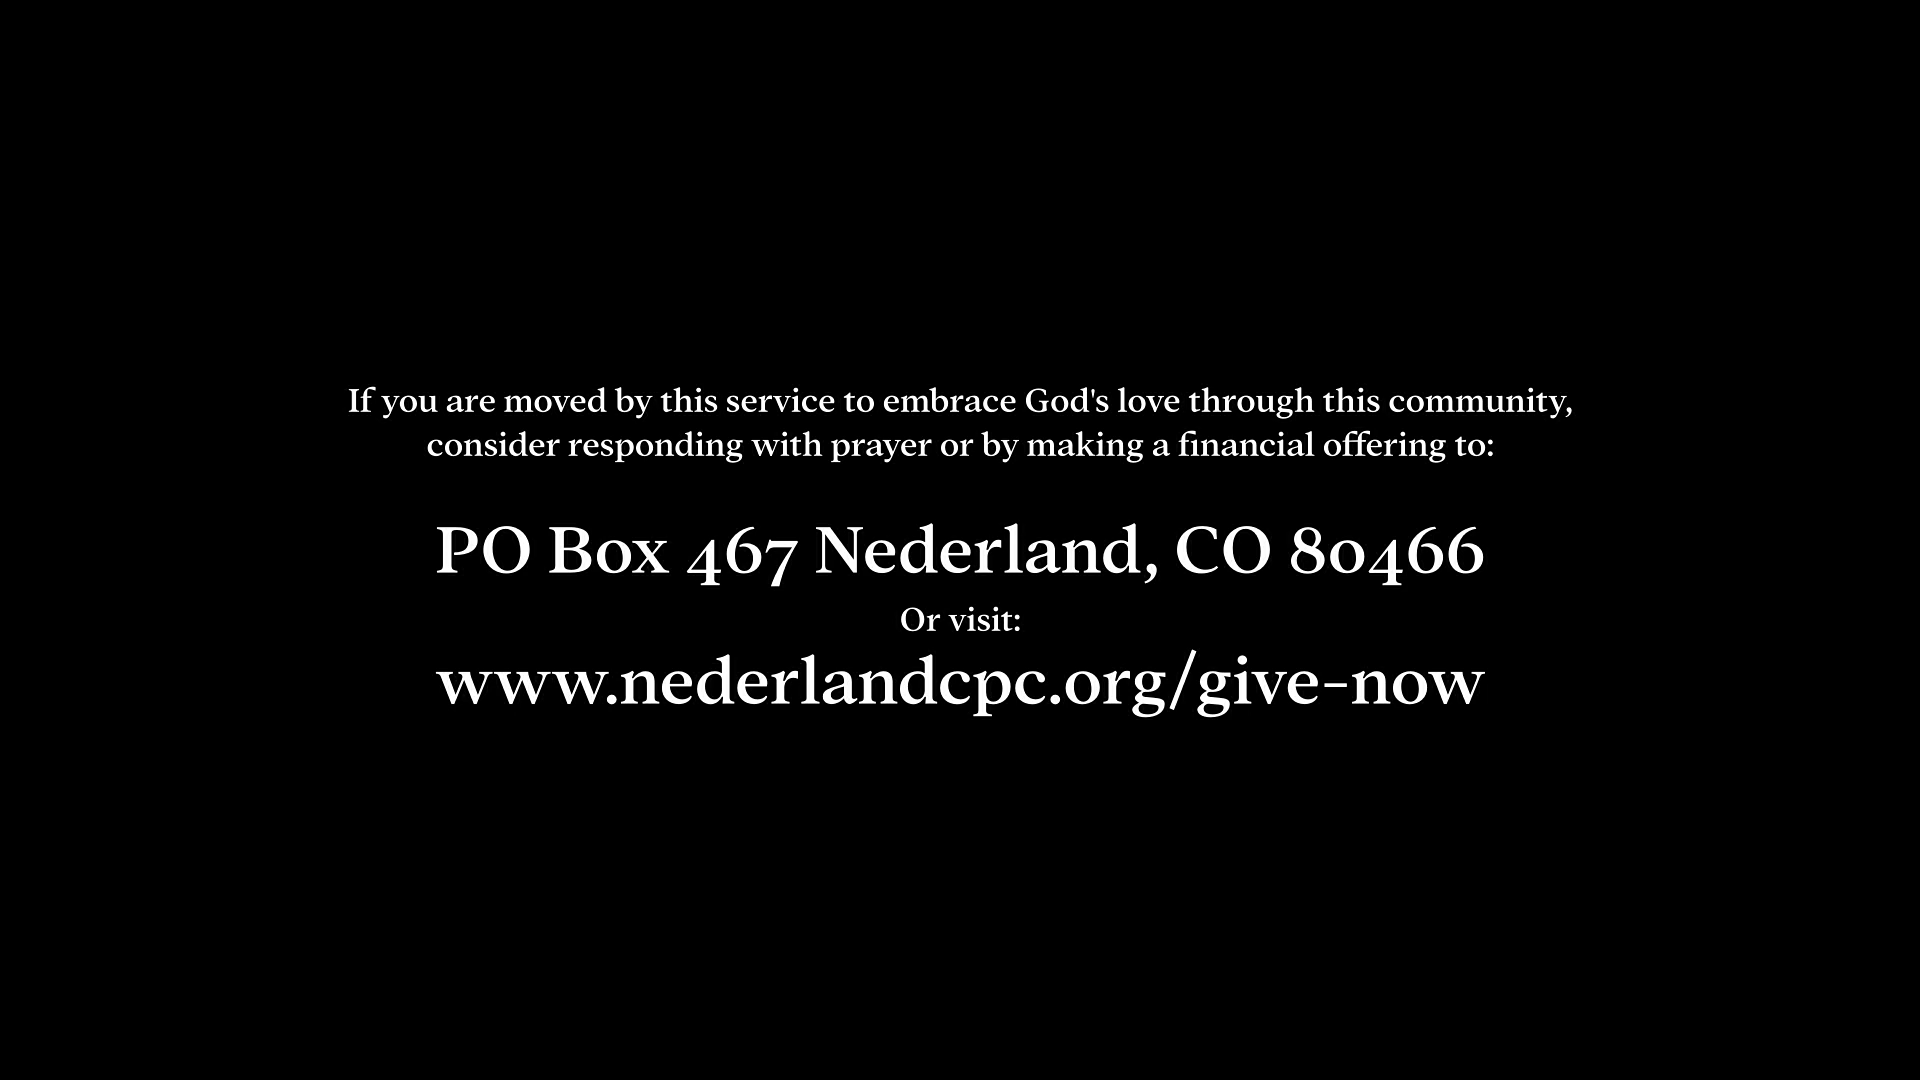 If you are moved by this service to embrace God's love through this community,
consider responding with prayer or by making a financial offering to:
PO Box 467 Nederland, CO 80466
Or visit:
www.nederlandcpc.org/give-now